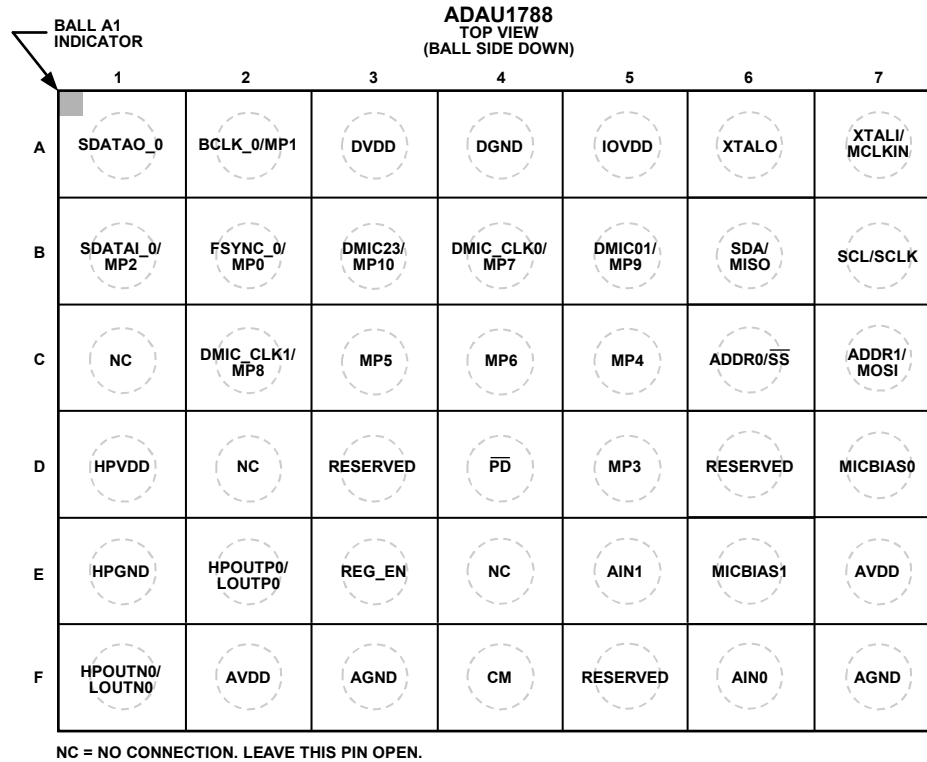 ADAU1788
TOP VIEW
(BALL SIDE DOWN)
BALL A1
INDICATOR
1 2 3 4 5 6 7
A SDATAO_0 BCLK_0/MP1 DVDD DGND IOVDD XTALO XTALI/
MCLKIN
B SDATAI_0/
MP2 FSYNC_0/
MP0 DMIC23/
MP10 DMIC_CLK0/
MP7 DMIC01/
MP9 SDA/
MISO SCL/SCLK
C NC DMIC_CLK1/
MP8 MP5 MP6 MP4 ADDR0/S̅S̅ ADDR1/
MOSI
D HPVDD NC RESERVED P̅D̅ MP3 RESERVED MICBIAS0
E HPGND HPOUTP0/
LOUTP0 REG_EN NC AIN1 MICBIAS1 AVDD
F HPOUTN0/
LOUTN0 AVDD AGND CM RESERVED AIN0 AGND
NC = NO CONNECTION. LEAVE THIS PIN OPEN.